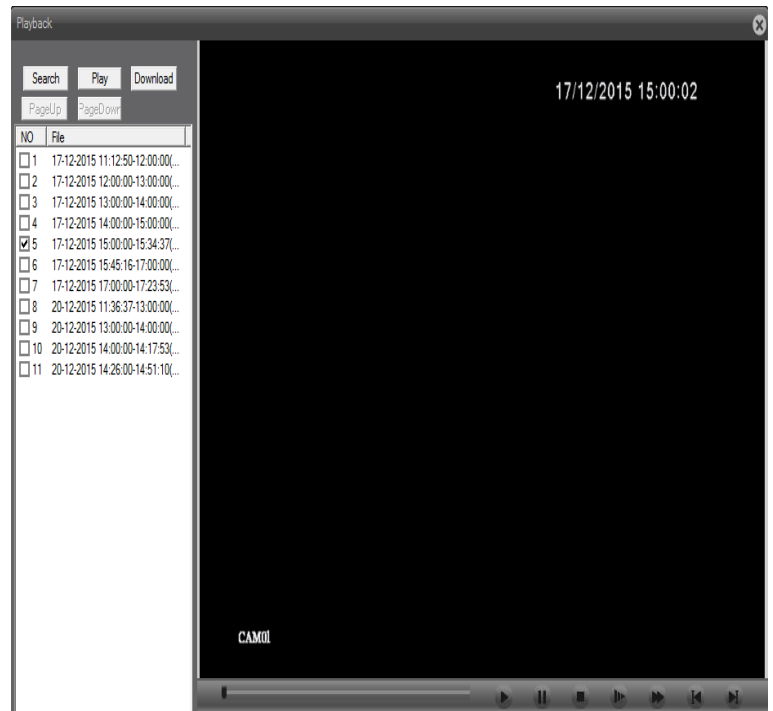 Playback
Search Play Download
PageUp PageDown
NO File
1 17-12-2015 11:12:50-12:00:00(...
2 17-12-2015 12:00:00-13:00:00(...
3 17-12-2015 13:00:00-14:00:00(...
4 17-12-2015 14:00:00-15:00:00(...
5 17-12-2015 15:00:00-15:34:37(...
6 17-12-2015 15:45:16-17:00:00(...
7 17-12-2015 17:00:00-17:23:53(...
8 20-12-2015 11:36:37-13:00:00(...
9 20-12-2015 13:00:00-14:00:00(...
10 20-12-2015 14:00:00-14:17:53(...
11 20-12-2015 14:26:00-14:51:10(...
17/12/2015 15:00:02
CAM01